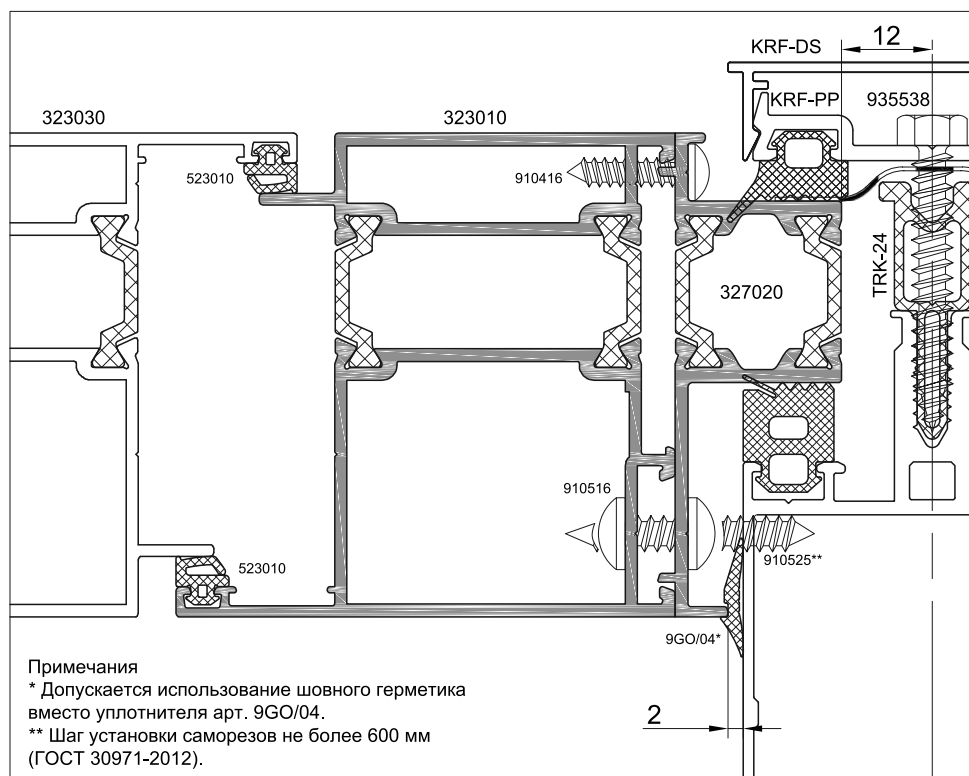 KRF-DS
12
KRF-PP
935538
323030
323010
523010
910416
TRK-24
327020
910516
910525**
523010
9GO/04*
Примечания
* Допускается использование шовного герметика
вместо уплотнителя арт. 9GO/04.
** Шаг установки саморезов не более 600 мм
(ГОСТ 30971-2012).
2